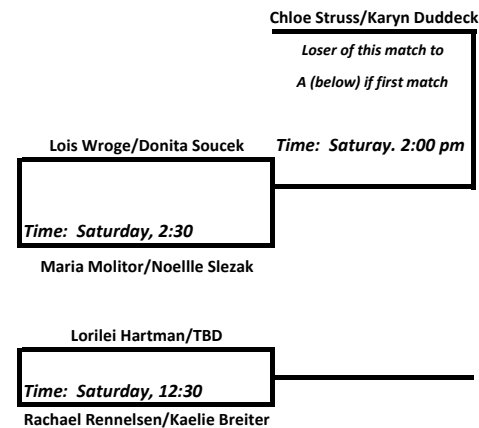 Chloe Struss/Karyn Duddeck
Loser of this match to
A (below) if first match
Lois Wroge/Donita Soucek
Time: Saturay. 2:00 pm
Time: Saturday, 2:30
Maria Molitor/Noellle Slezak
Lorilei Hartman/TBD
Time: Saturday, 12:30
Rachael Rennelsen/Kaelie Breiter